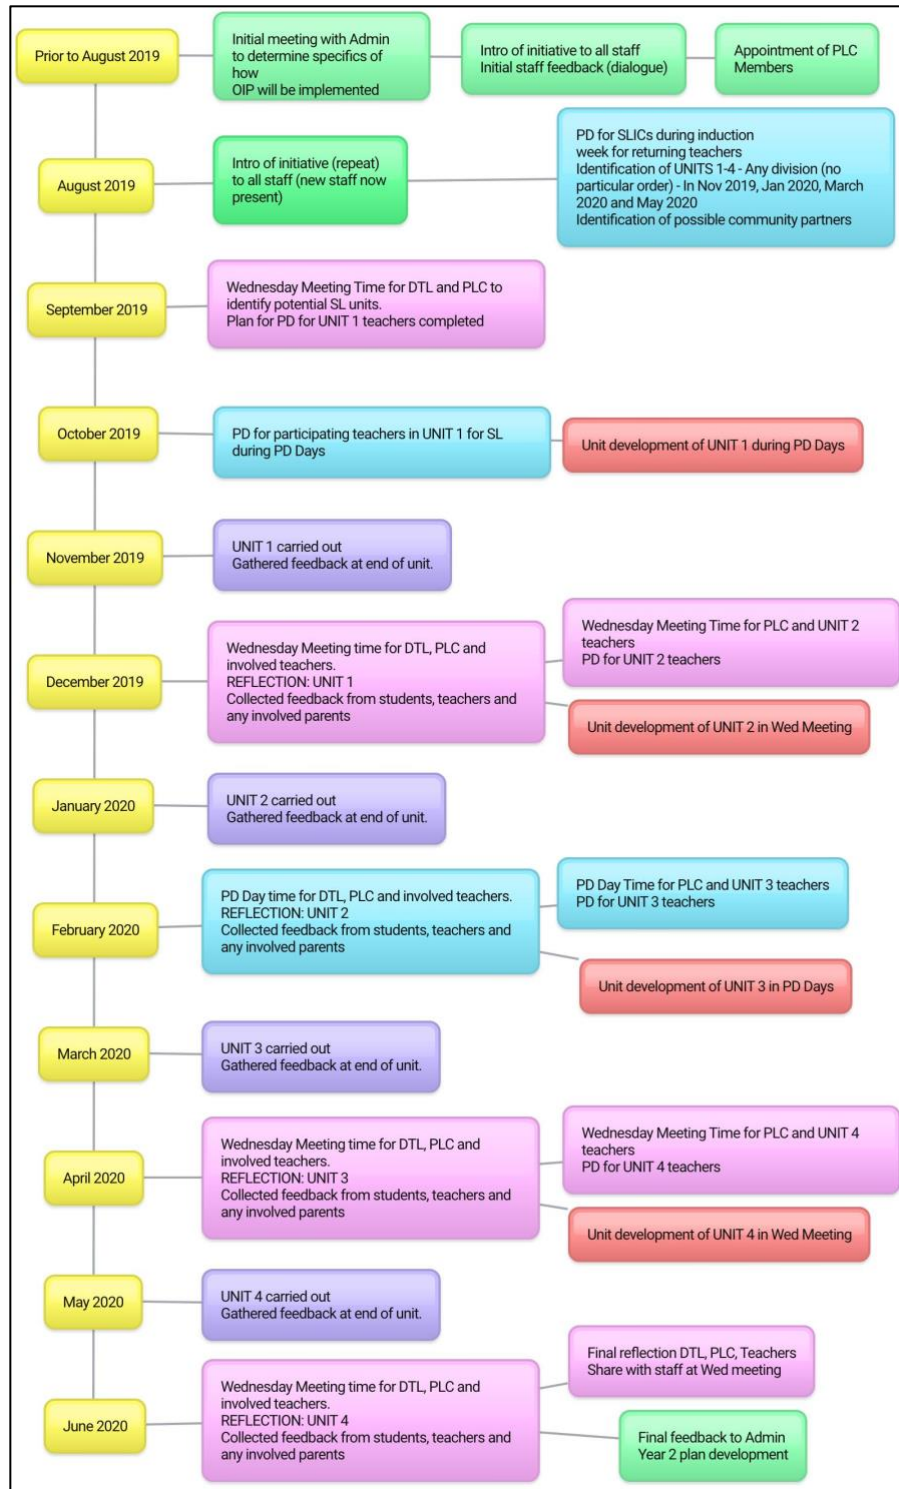 Prior to August 2019
Initial meeting with Admin
to determine specifics of
how
OIP will be implemented
Intro of initiative to all staff
Initial staff feedback (dialogue)
Appointment of PLC
Members
August 2019
Intro of initiative (repeat)
to all staff (new staff now
present)
PD for SLICs during induction
week for returning teachers
Identification of UNITS 1-4 - Any division (no
particular order) - In Nov 2019, Jan 2020, March
2020 and May 2020
Identification of possible community partners
September 2019
Wednesday Meeting Time for DTL and PLC to
identify potential SL units.
Plan for PD for UNIT 1 teachers completed
October 2019
PD for participating teachers in UNIT 1 for SL
during PD Days
Unit development of UNIT 1 during PD Days
November 2019
UNIT 1 carried out
Gathered feedback at end of unit.
December 2019
Wednesday Meeting time for DTL, PLC and
involved teachers.
REFLECTION: UNIT 1
Collected feedback from students, teachers and
any involved parents
Wednesday Meeting Time for PLC and UNIT 2
teachers
PD for UNIT 2 teachers
Unit development of UNIT 2 in Wed Meeting
January 2020
UNIT 2 carried out
Gathered feedback at end of unit.
February 2020
PD Day time for DTL, PLC and involved teachers.
REFLECTION: UNIT 2
Collected feedback from students, teachers and
any involved parents
PD Day Time for PLC and UNIT 3 teachers
PD for UNIT 3 teachers
Unit development of UNIT 3 in PD Days
March 2020
UNIT 3 carried out
Gathered feedback at end of unit.
April 2020
Wednesday Meeting time for DTL, PLC and
involved teachers.
REFLECTION: UNIT 3
Collected feedback from students, teachers and
any involved parents
Wednesday Meeting Time for PLC and UNIT 4
teachers
PD for UNIT 4 teachers
Unit development of UNIT 4 in Wed Meeting
May 2020
UNIT 4 carried out
Gathered feedback at end of unit.
June 2020
Wednesday Meeting time for DTL, PLC and
involved teachers.
REFLECTION: UNIT 4
Collected feedback from students, teachers and
any involved parents
Final reflection DTL, PLC, Teachers
Share with staff at Wed meeting
Final feedback to Admin
Year 2 plan development